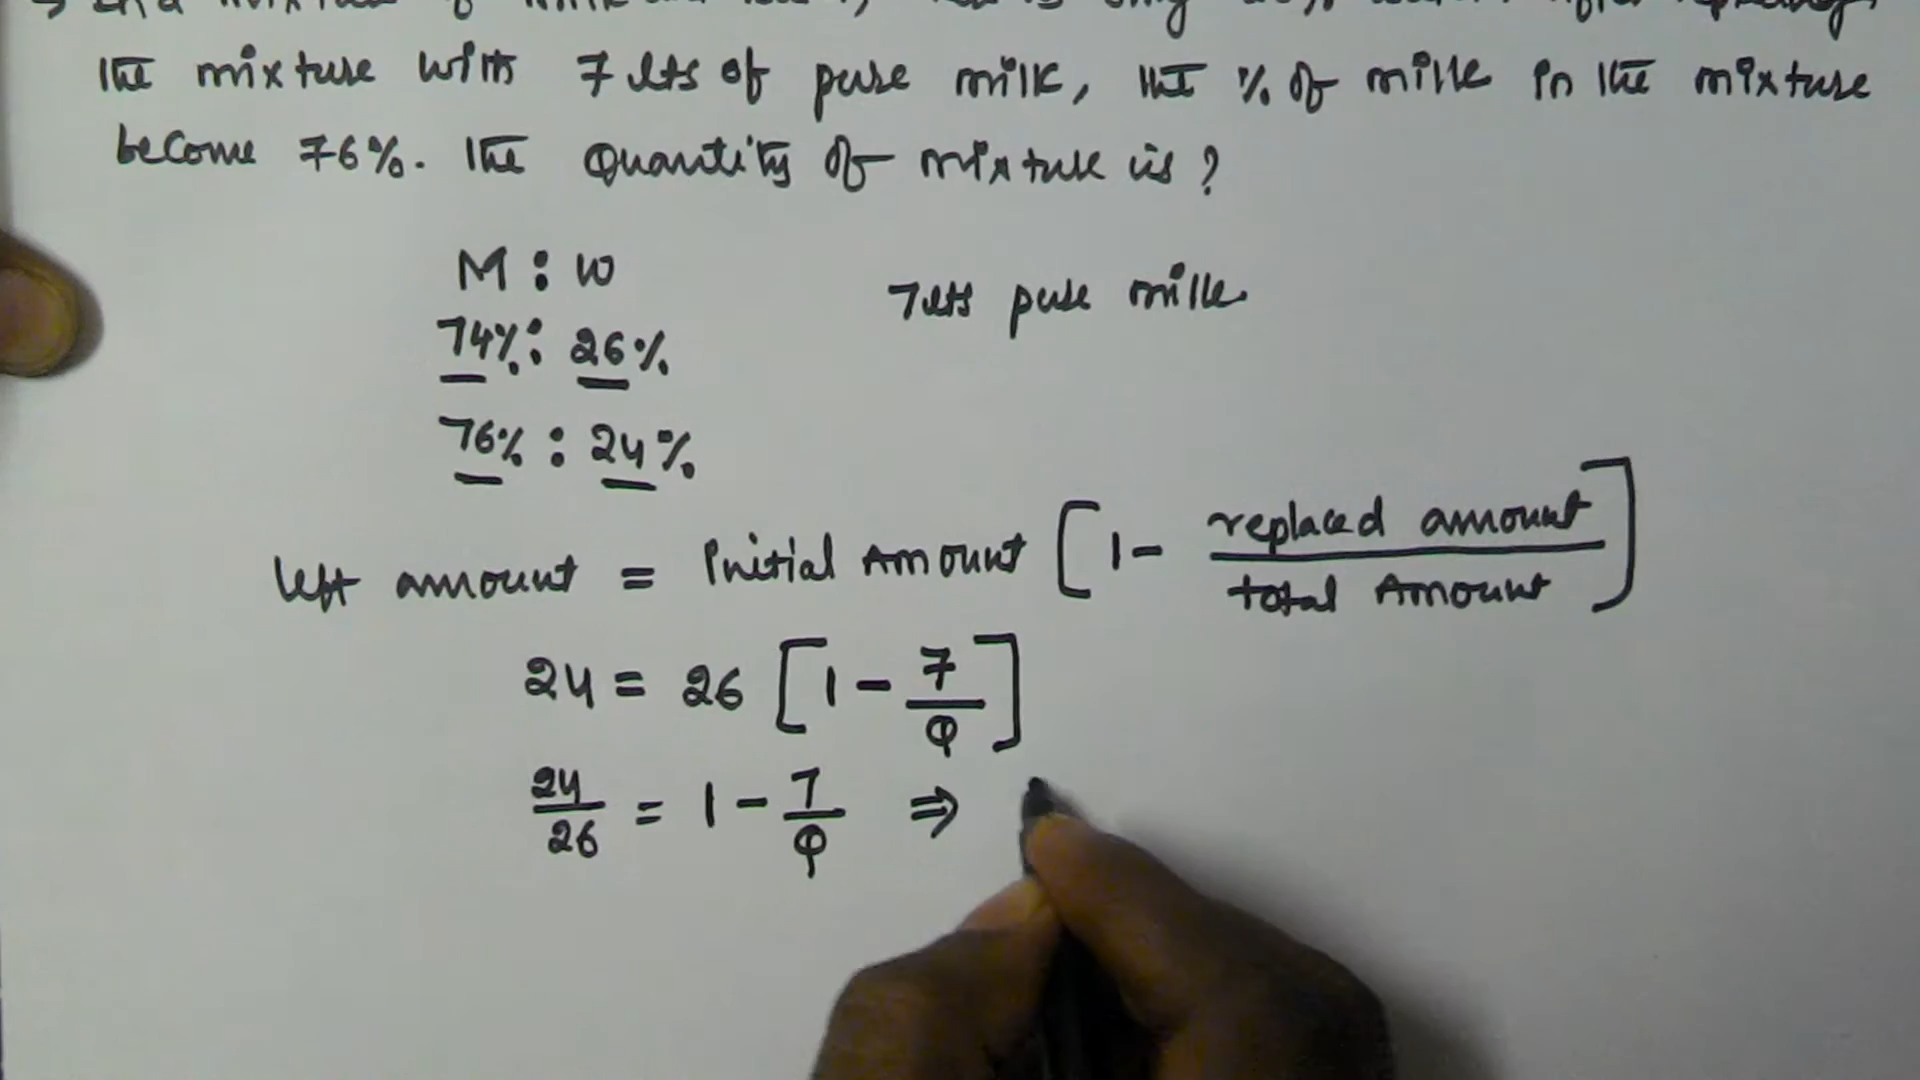 the mixture with 7 lts of pure milk, the % of milk in the mixture
become 76%. The Quantity of mixture is?
M : W
7 lts pure milk
74% : 26%
76% : 24%
left amount = Initial Amount [1 - replaced amount / total Amount]
24 = 26 [1 - 7/Q]
24/26 = 1 - 7/Q ⇒